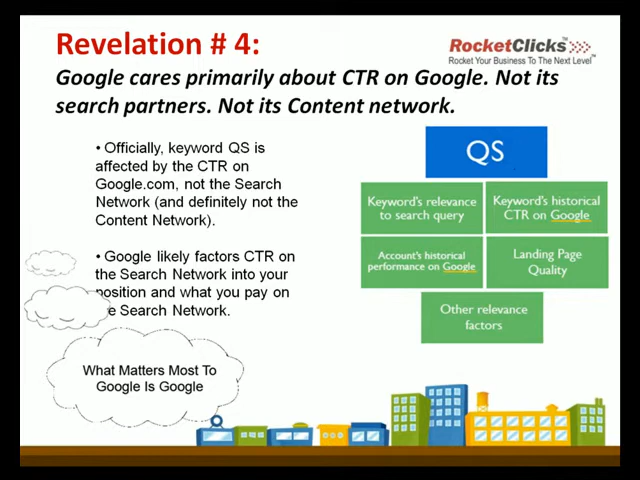 Revelation # 4:
RocketClicks™
Rocket Your Business To The Next Level™
Google cares primarily about CTR on Google. Not its
search partners. Not its Content network.
• Officially, keyword QS is
affected by the CTR on
Google.com, not the Search
Network (and definitely not the
Content Network).
• Google likely factors CTR on
the Search Network into your
position and what you pay on
e Search Network.
What Matters Most To
Google Is Google
QS
Keyword's relevance
to search query
Keyword's historical
CTR on Google
Account's historical
performance on Google
Landing Page
Quality
Other relevance
factors